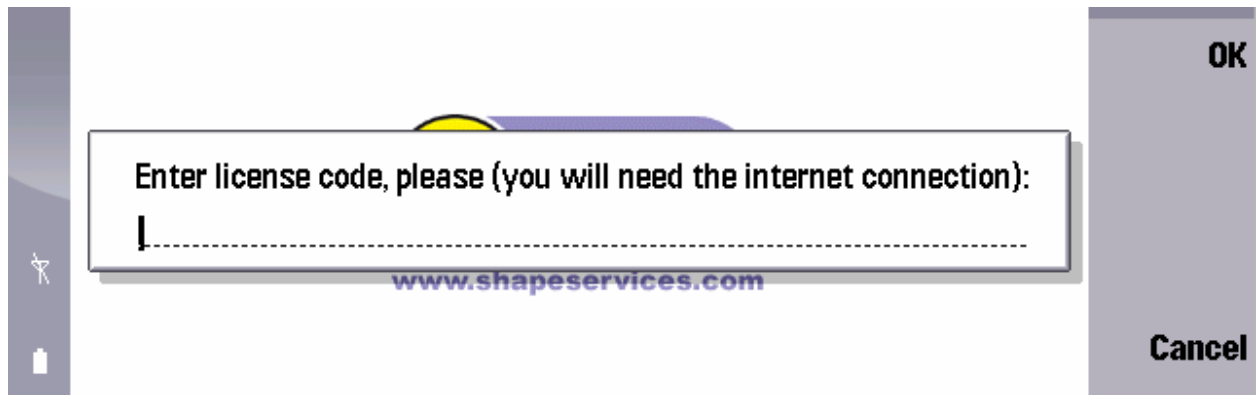 OK
Enter license code, please (you will need the internet connection):
www.shapeservices.com
Cancel